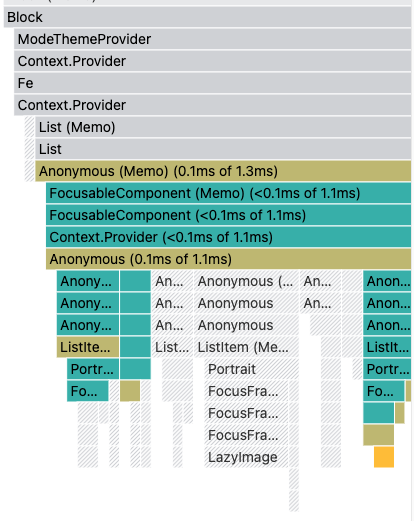 Block
ModeThemeProvider
Context.Provider
Fe
Context.Provider
List (Memo)
List
Anonymous (Memo) (0.1ms of 1.3ms)
FocusableComponent (Memo) (<0.1ms of 1.1ms)
FocusableComponent (<0.1ms of 1.1ms)
Context.Provider (<0.1ms of 1.1ms)
Anonymous (0.1ms of 1.1ms)
Anony... An... Anonymous (... An... Anon...
Anony... An... Anonymous An... Anon...
Anony... An... Anonymous Anon...
ListIte... List... ListItem (Me... ListIt...
Portr... Portrait Portr...
Fo... FocusFra... Fo...
FocusFra...
FocusFra...
LazyImage